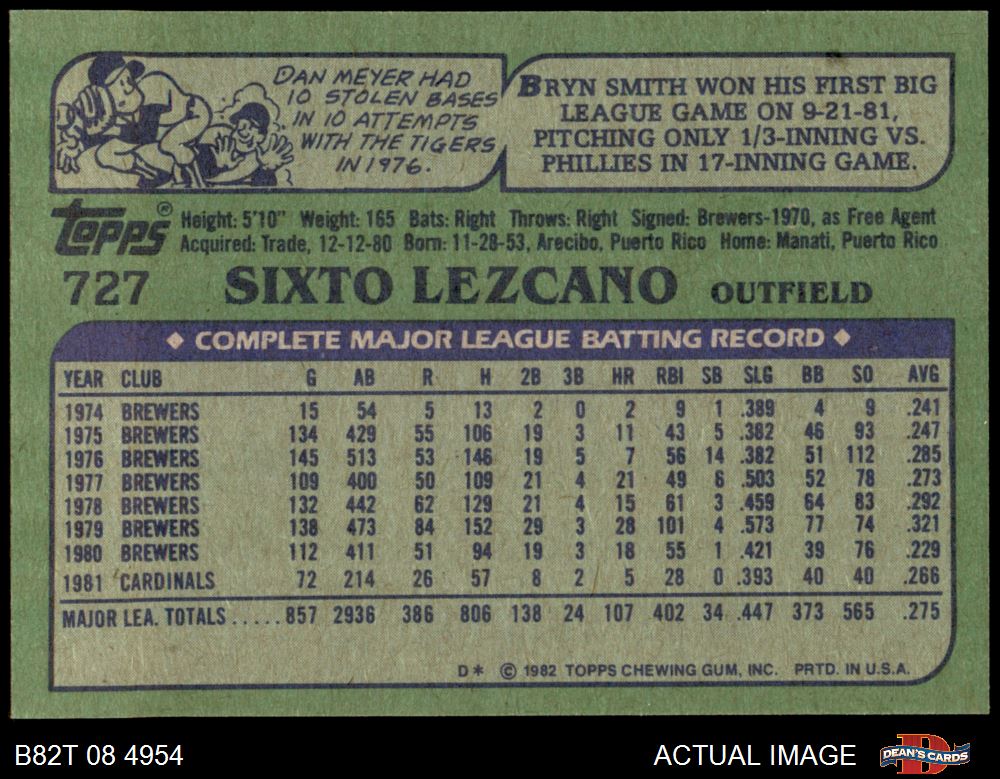 DAN MEYER HAD
10 STOLEN BASES
IN 10 ATTEMPTS
WITH THE TIGERS
IN 1976.
BRYN SMITH WON HIS FIRST BIG
LEAGUE GAME ON 9-21-81,
PITCHING ONLY 1/3-INNING VS.
PHILLIES IN 17-INNING GAME.
TOPPS® Height: 5'10" Weight: 165 Bats: Right Throws: Right Signed: Brewers-1970, as Free Agent
Acquired: Trade, 12-12-80 Born: 11-28-53, Arecibo, Puerto Rico Home: Manati, Puerto Rico
727 SIXTO LEZCANO OUTFIELD
◆ COMPLETE MAJOR LEAGUE BATTING RECORD ◆
YEAR CLUB G AB R H 2B 3B HR RBI SB SLG BB SO AVG
1974 BREWERS 15 54 5 13 2 0 2 9 1 .389 4 9 .241
1975 BREWERS 134 429 55 106 19 3 11 43 5 .382 46 93 .247
1976 BREWERS 145 513 53 146 19 5 7 56 14 .382 51 112 .285
1977 BREWERS 109 400 50 109 21 4 21 49 6 .503 52 78 .273
1978 BREWERS 132 442 62 129 21 4 15 61 3 .459 64 83 .292
1979 BREWERS 138 473 84 152 29 3 28 101 4 .573 77 74 .321
1980 BREWERS 112 411 51 94 19 3 18 55 1 .421 39 76 .229
1981 CARDINALS 72 214 26 57 8 2 5 28 0 .393 40 40 .266
MAJOR LEA. TOTALS.....857 2936 386 806 138 24 107 402 34 .447 373 565 .275
D* © 1982 TOPPS CHEWING GUM, INC. PRTD. IN U.S.A.
B82T 08 4954 ACTUAL IMAGE DEAN'S CARDS